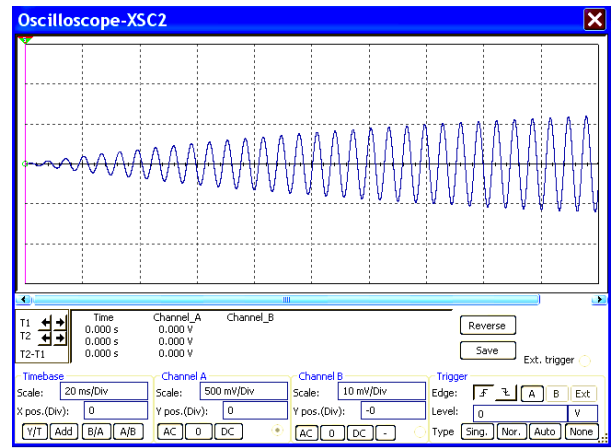 Oscilloscope-XSC2
T1
T2
T2-T1
Time Channel_A Channel_B
0.000 s 0.000 V
0.000 s 0.000 V
0.000 s 0.000 V
Reverse
Save
Ext. trigger
Timebase
Scale: 20 ms/Div
X pos.(Div): 0
Y/T Add B/A A/B
Channel A
Scale: 500 mV/Div
Y pos.(Div): 0
AC 0 DC
Channel B
Scale: 10 mV/Div
Y pos.(Div): -0
AC 0 DC -
Trigger
Edge: A B Ext
Level: 0 V
Type Sing. Nor. Auto None